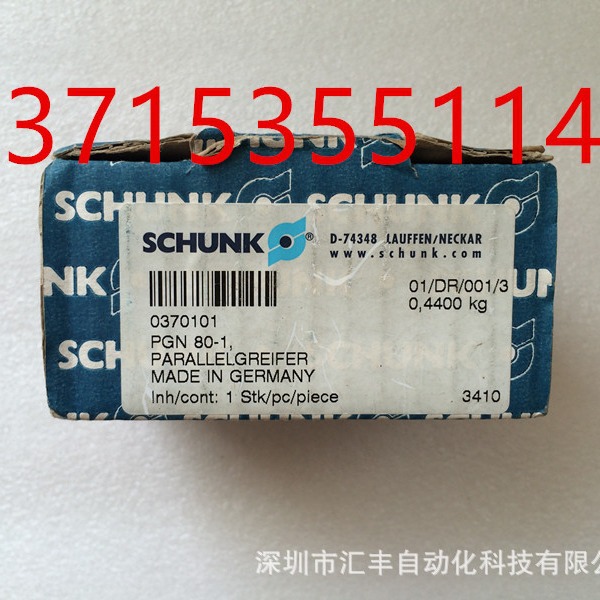 SCHUNK
3715355114
SCHUNK
SCHUNK
SCHUNK ® D-74348 LAUFFEN/NECKAR
www.schunk.com
01/DR/001/3
0,4400 kg
0370101
PGN 80-1,
PARALLELGREIFER
MADE IN GERMANY
Inh/cont: 1 Stk/pc/piece 3410
深圳市汇丰自动化科技有限公